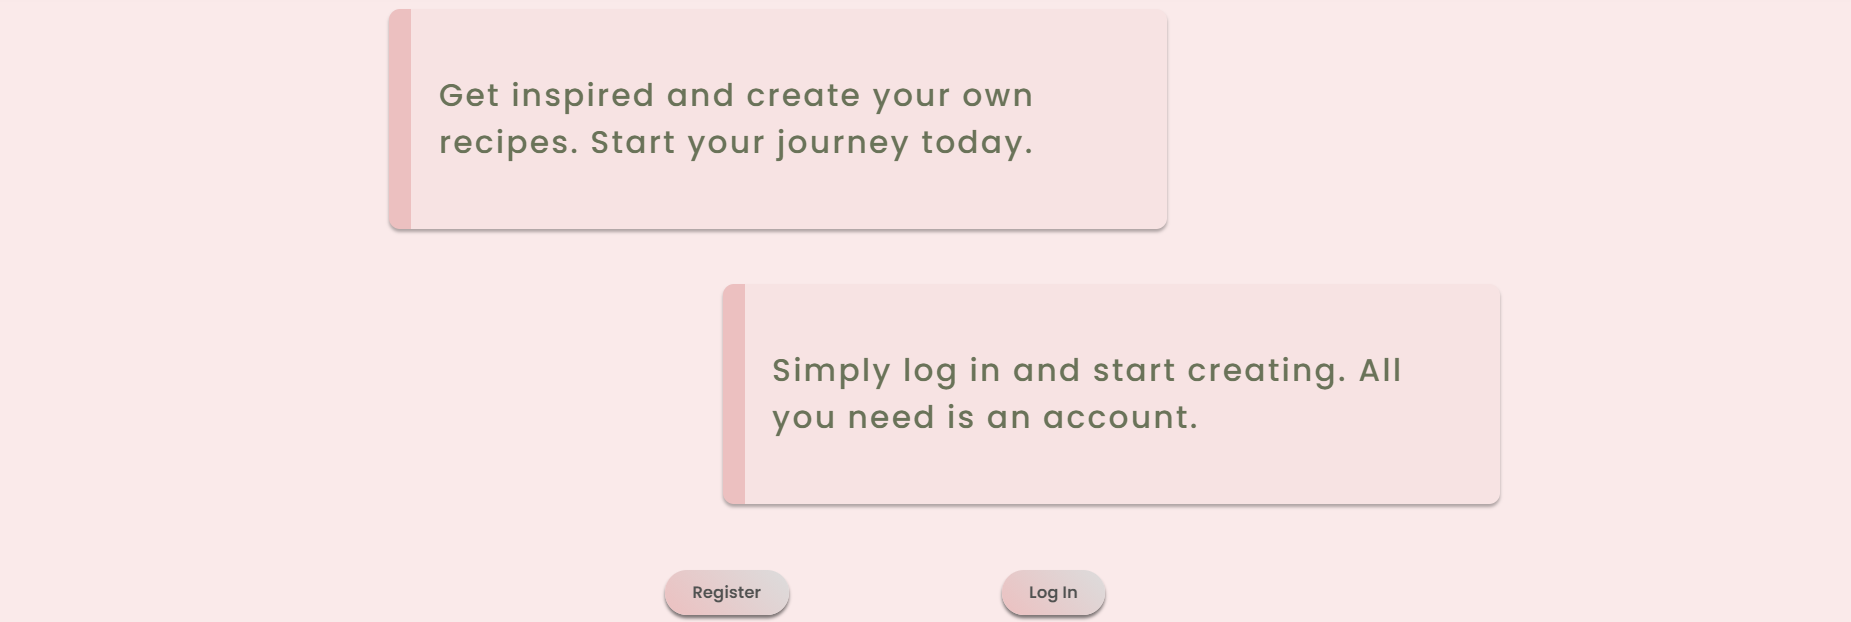 Get inspired and create your own
recipes. Start your journey today.
Simply log in and start creating. All
you need is an account.
Register
Log In